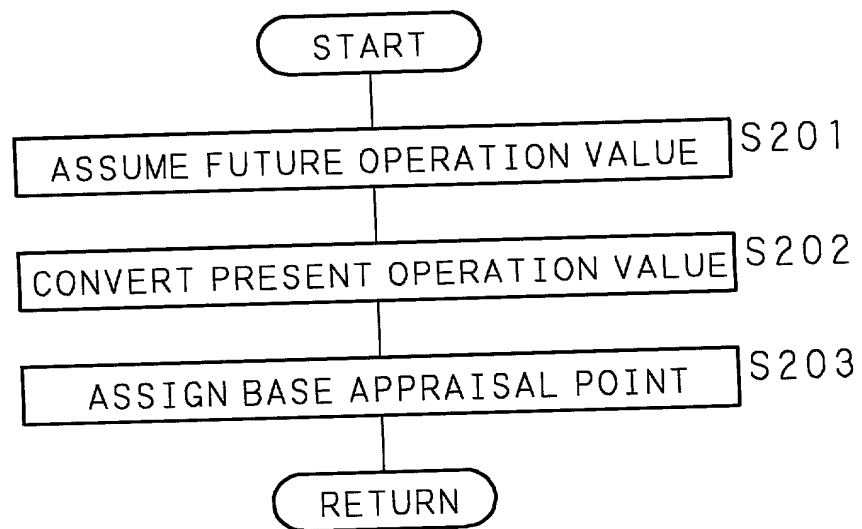 START
ASSUME FUTURE OPERATION VALUE S201
CONVERT PRESENT OPERATION VALUE S202
ASSIGN BASE APPRAISAL POINT S203
RETURN